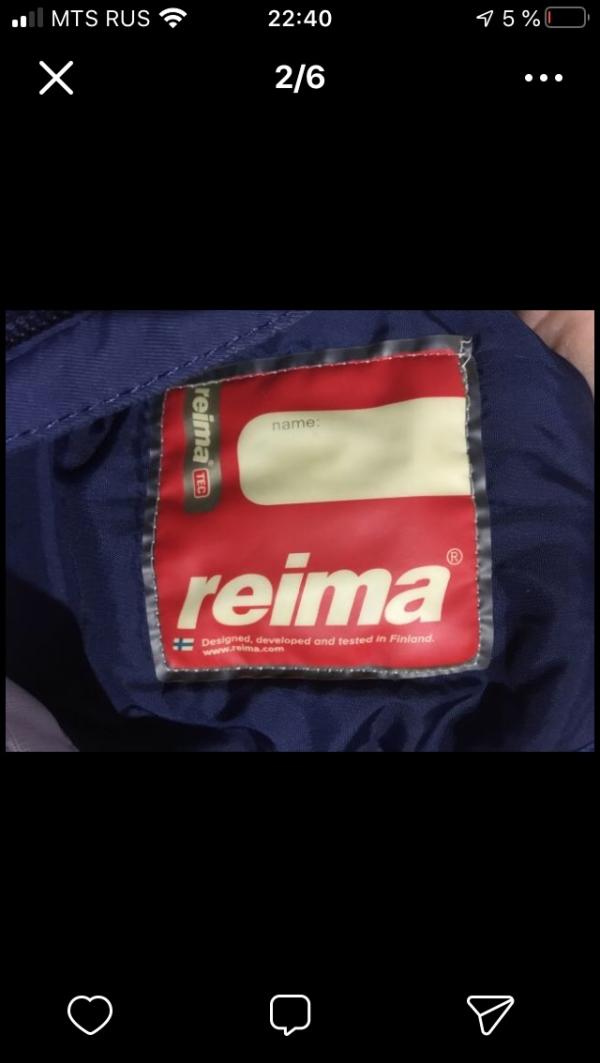 MTS RUS 22:40 5 %
2/6
name:
reima® TEC
reima®
Designed, developed and tested in Finland.
www.reima.com